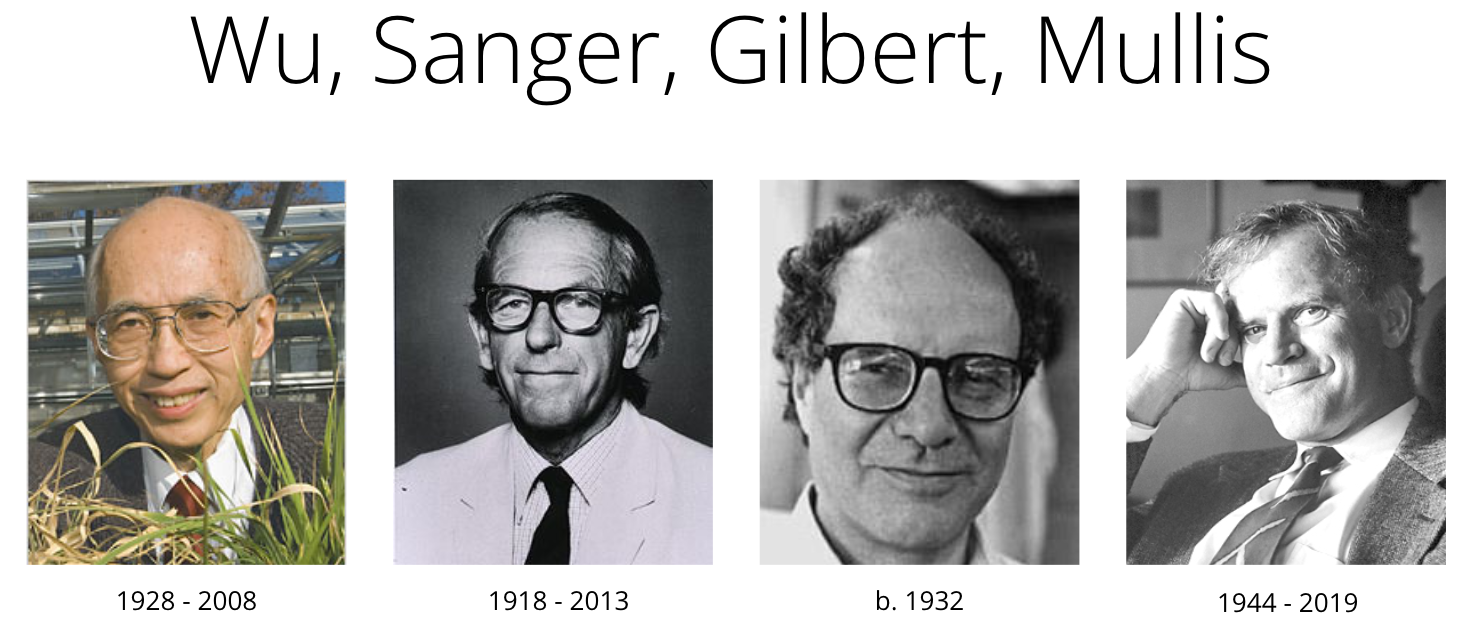 Wu, Sanger, Gilbert, Mullis
1928 - 2008
1918 - 2013
b. 1932
1944 - 2019